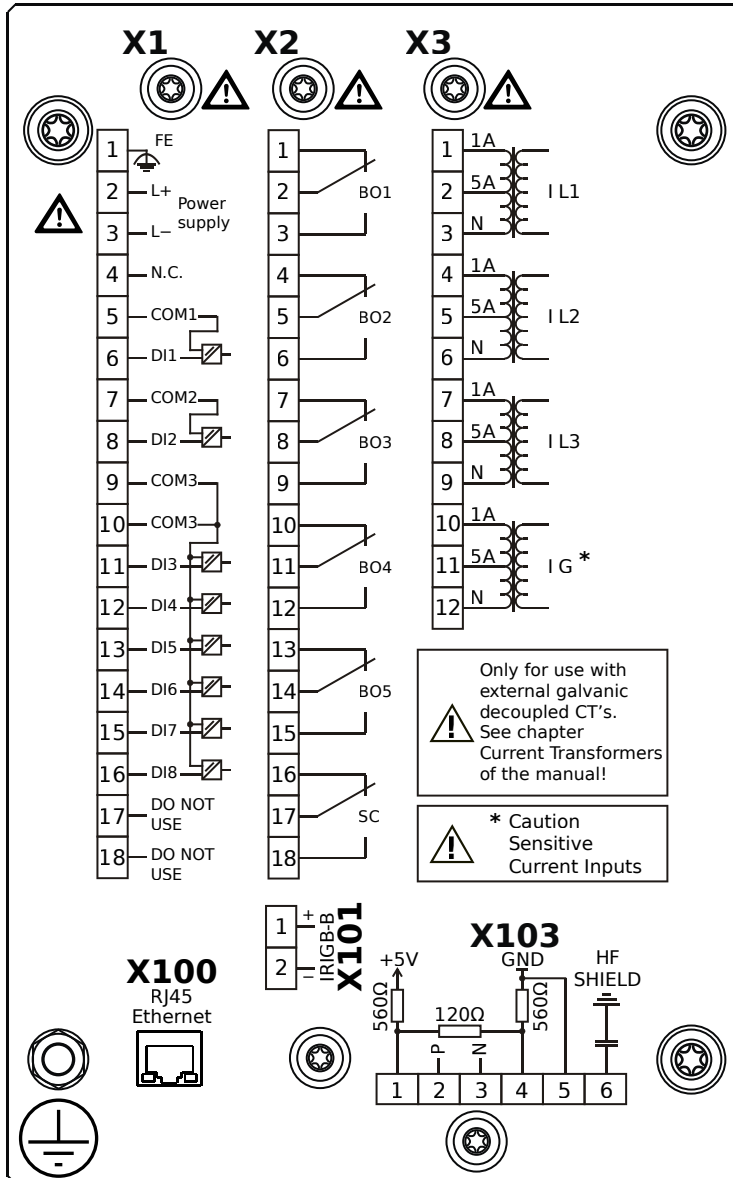 X1 X2 X3
1 FE
2 L+
3 L−
Power
supply
4 N.C.
5 COM1
6 DI1
7 COM2
8 DI2
9 COM3
10 COM3
11 DI3
12 DI4
13 DI5
14 DI6
15 DI7
16 DI8
17 DO NOT
USE
18 DO NOT
USE
1
2 BO1
3
4
5 BO2
6
7
8 BO3
9
10
11 BO4
12
13
14 BO5
15
16
17 SC
18
1 1A
2 5A I L1
3 N
4 1A
5 5A I L2
6 N
7 1A
8 5A I L3
9 N
10 1A
11 5A I G *
12 N
! Only for use with
external galvanic
decoupled CT's.
See chapter
Current Transformers
of the manual!
! * Caution
Sensitive
Current Inputs
1 +
2 −
IRIGB-B
X101
X100
RJ45
Ethernet
X103
+5V GND HF
SHIELD
560Ω 120Ω 560Ω
P N
1 2 3 4 5 6